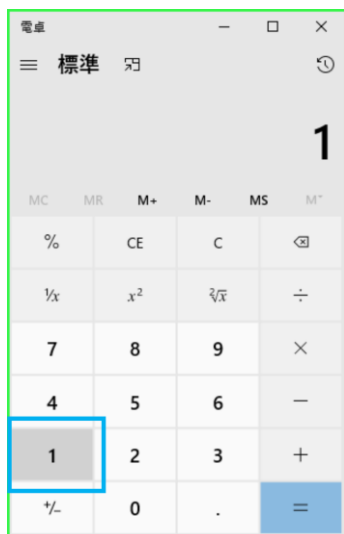 電卓
標準
1
MC MR M+ M- MS M˅
% CE C
¹/x x² ²√x ÷
7 8 9 ×
4 5 6 −
1 2 3 +
+/− 0 . =